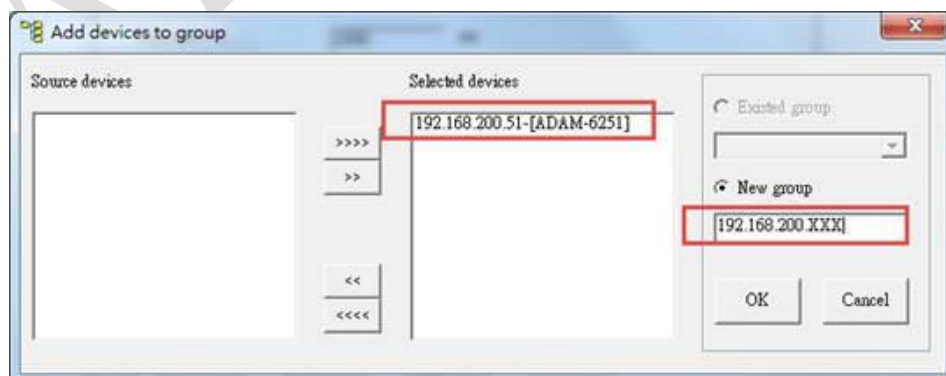 Add devices to group
Source devices
Selected devices
192.168.200.51-[ADAM-6251]
>>>>
>>
<<
<<<<
Existed group
New group
192.168.200.XXX
OK
Cancel